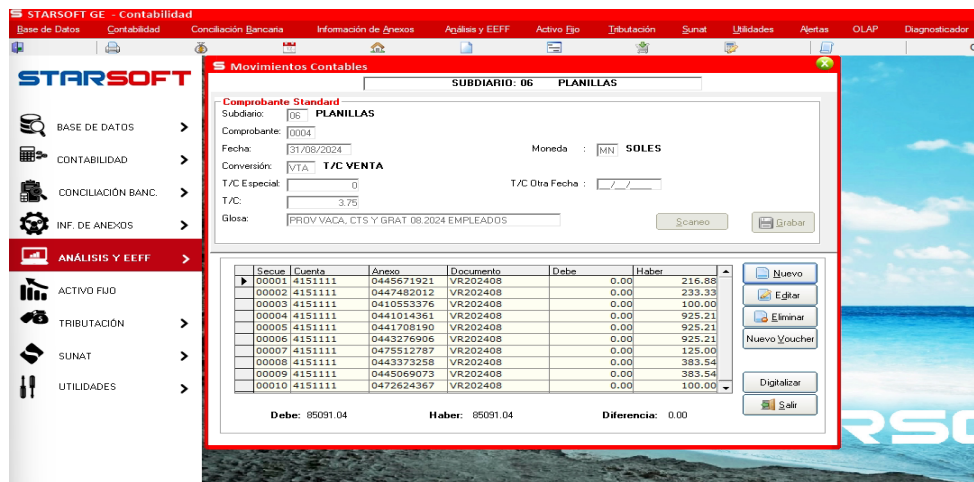 STARSOFT GE - Contabilidad
Base de Datos Contabilidad Conciliación Bancaria Información de Anexos Análisis y EEFF Activo Fijo Tributación Sunat Utilidades Alertas OLAP Diagnosticador
STARSOFT
BASE DE DATOS
CONTABILIDAD
CONCILIACIÓN BANC.
INF. DE ANEXOS
ANÁLISIS Y EEFF
ACTIVO FIJO
TRIBUTACIÓN
SUNAT
UTILIDADES
Movimientos Contables
SUBDIARIO: 06 PLANILLAS
Comprobante Standard
Subdiario: 06 PLANILLAS
Comprobante: 0004
Fecha: 31/08/2024 Moneda : MN SOLES
Conversión: VTA T/C VENTA
T/C Especial: 0 T/C Otra Fecha : __/__/____
T/C: 3.75
Glosa: PROV VACA, CTS Y GRAT 08.2024 EMPLEADOS Scaneo Grabar
Secue Cuenta Anexo Documento Debe Haber
00001 4151111 0445671921 VR202408 0.00 216.88
00002 4151111 0447482012 VR202408 0.00 233.33
00003 4151111 0410553376 VR202408 0.00 100.00
00004 4151111 0441014361 VR202408 0.00 925.21
00005 4151111 0441708190 VR202408 0.00 925.21
00006 4151111 0443276906 VR202408 0.00 925.21
00007 4151111 0475512787 VR202408 0.00 125.00
00008 4151111 0443373258 VR202408 0.00 383.54
00009 4151111 0445069073 VR202408 0.00 383.54
00010 4151111 0472624367 VR202408 0.00 100.00
Nuevo
Editar
Eliminar
Nuevo Voucher
Digitalizar
Salir
Debe: 85091.04 Haber: 85091.04 Diferencia: 0.00